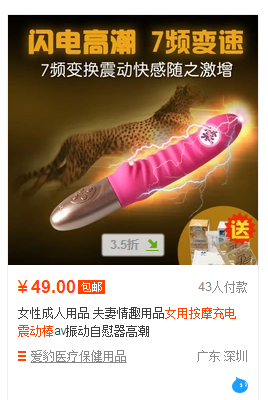 闪电高潮 7频变速
7频变换震动快感随之激增
3.5折
送
¥49.00 包邮 43人付款
女性成人用品 夫妻情趣用品女用按摩充电
震动棒av振动自慰器高潮
爱豹医疗保健用品 广东 深圳